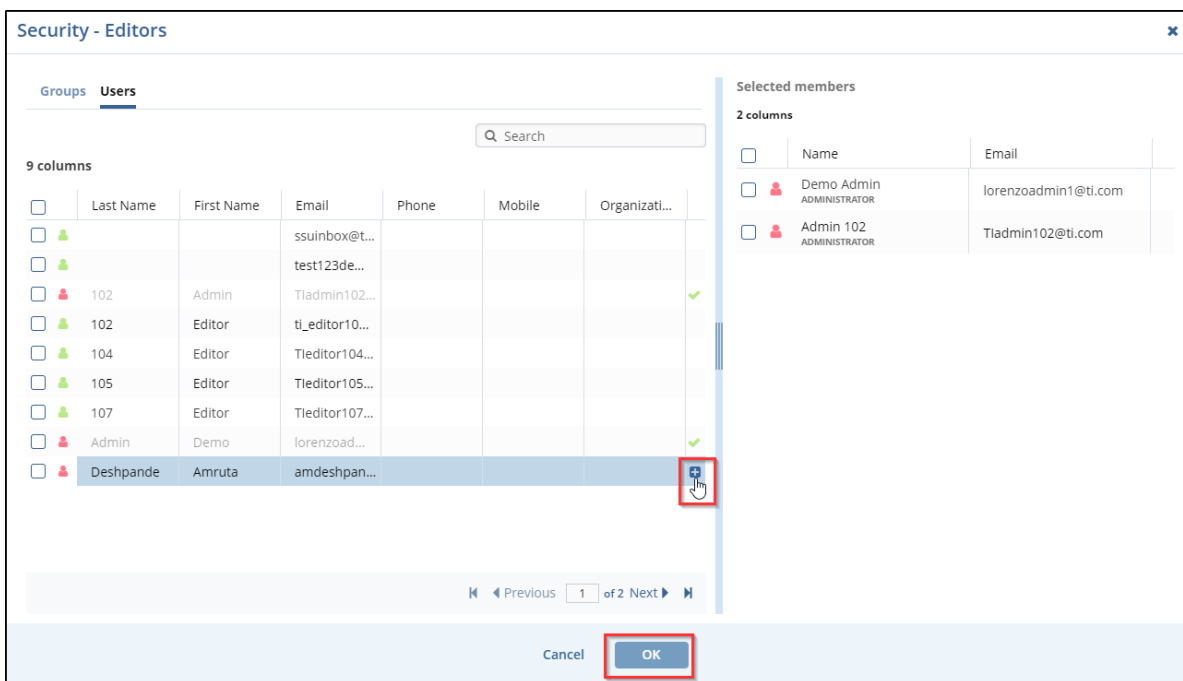 Security - Editors
Groups Users
Search
9 columns
Last Name First Name Email Phone Mobile Organizati...
ssuinbox@t...
test123de...
102 Admin TIadmin102...
102 Editor ti_editor10...
104 Editor TIeditor104...
105 Editor TIeditor105...
107 Editor TIeditor107...
Admin Demo lorenzoad...
Deshpande Amruta amdeshpan...
Previous 1 of 2 Next
Selected members
2 columns
Name Email
Demo Admin lorenzoadmin1@ti.com
ADMINISTRATOR
Admin 102 TIadmin102@ti.com
ADMINISTRATOR
Cancel OK